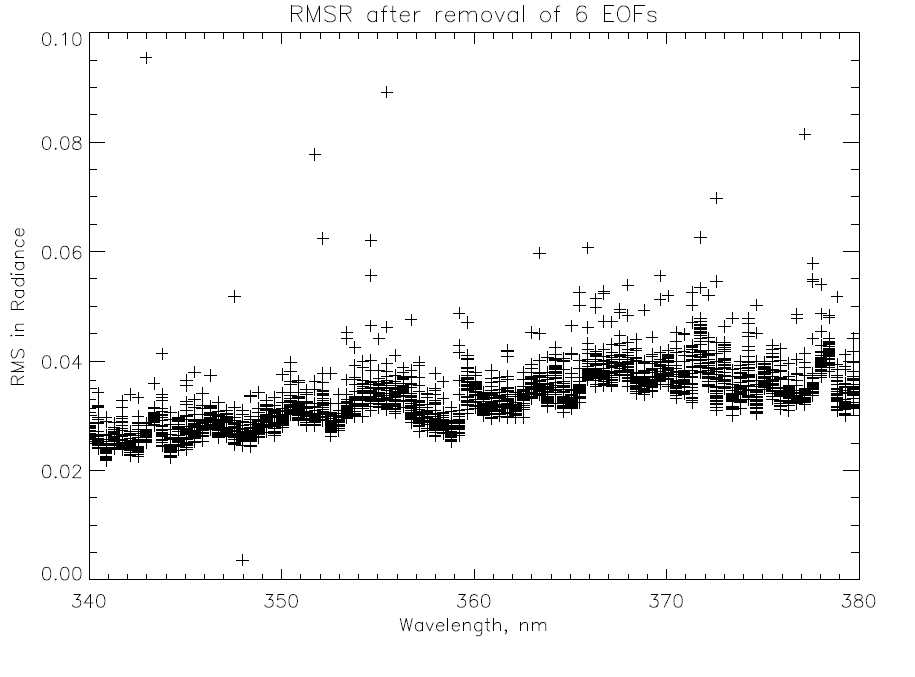 RMSR after removal of 6 EOFs
0.10
0.08
0.06
0.04
0.02
0.00
RMS in Radiance
340 350 360 370 380
Wavelength, nm